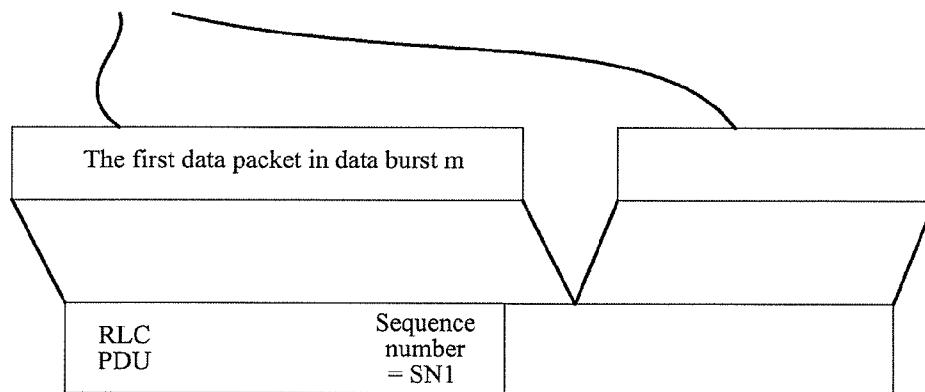 The first data packet in data burst m
RLC
PDU
Sequence
number
= SN1